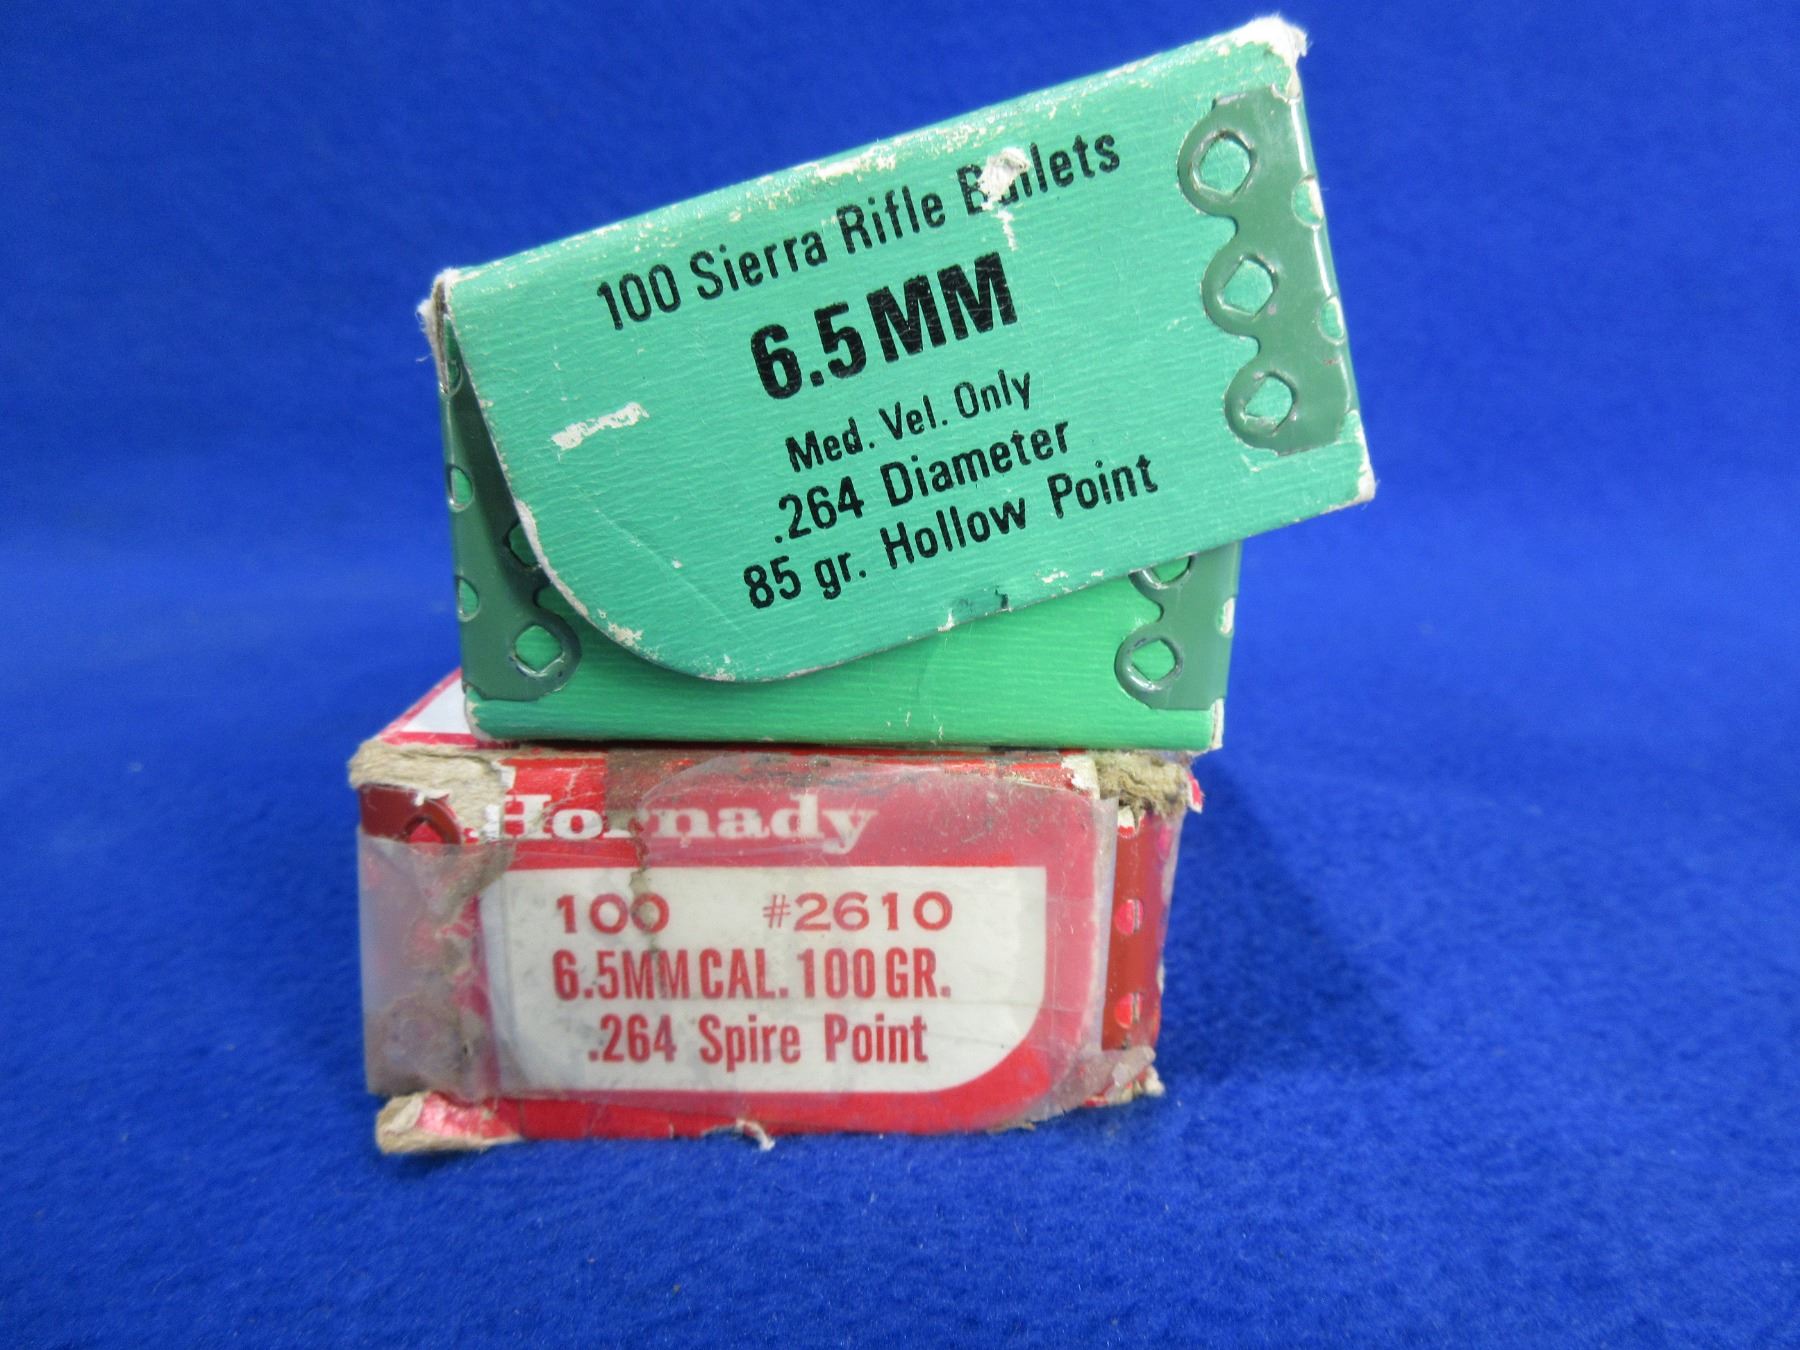 100 Sierra Rifle Bullets
6.5MM
Med. Vel. Only
.264 Diameter
85 gr. Hollow Point
Hornady
100 #2610
6.5MM CAL. 100 GR.
.264 Spire Point